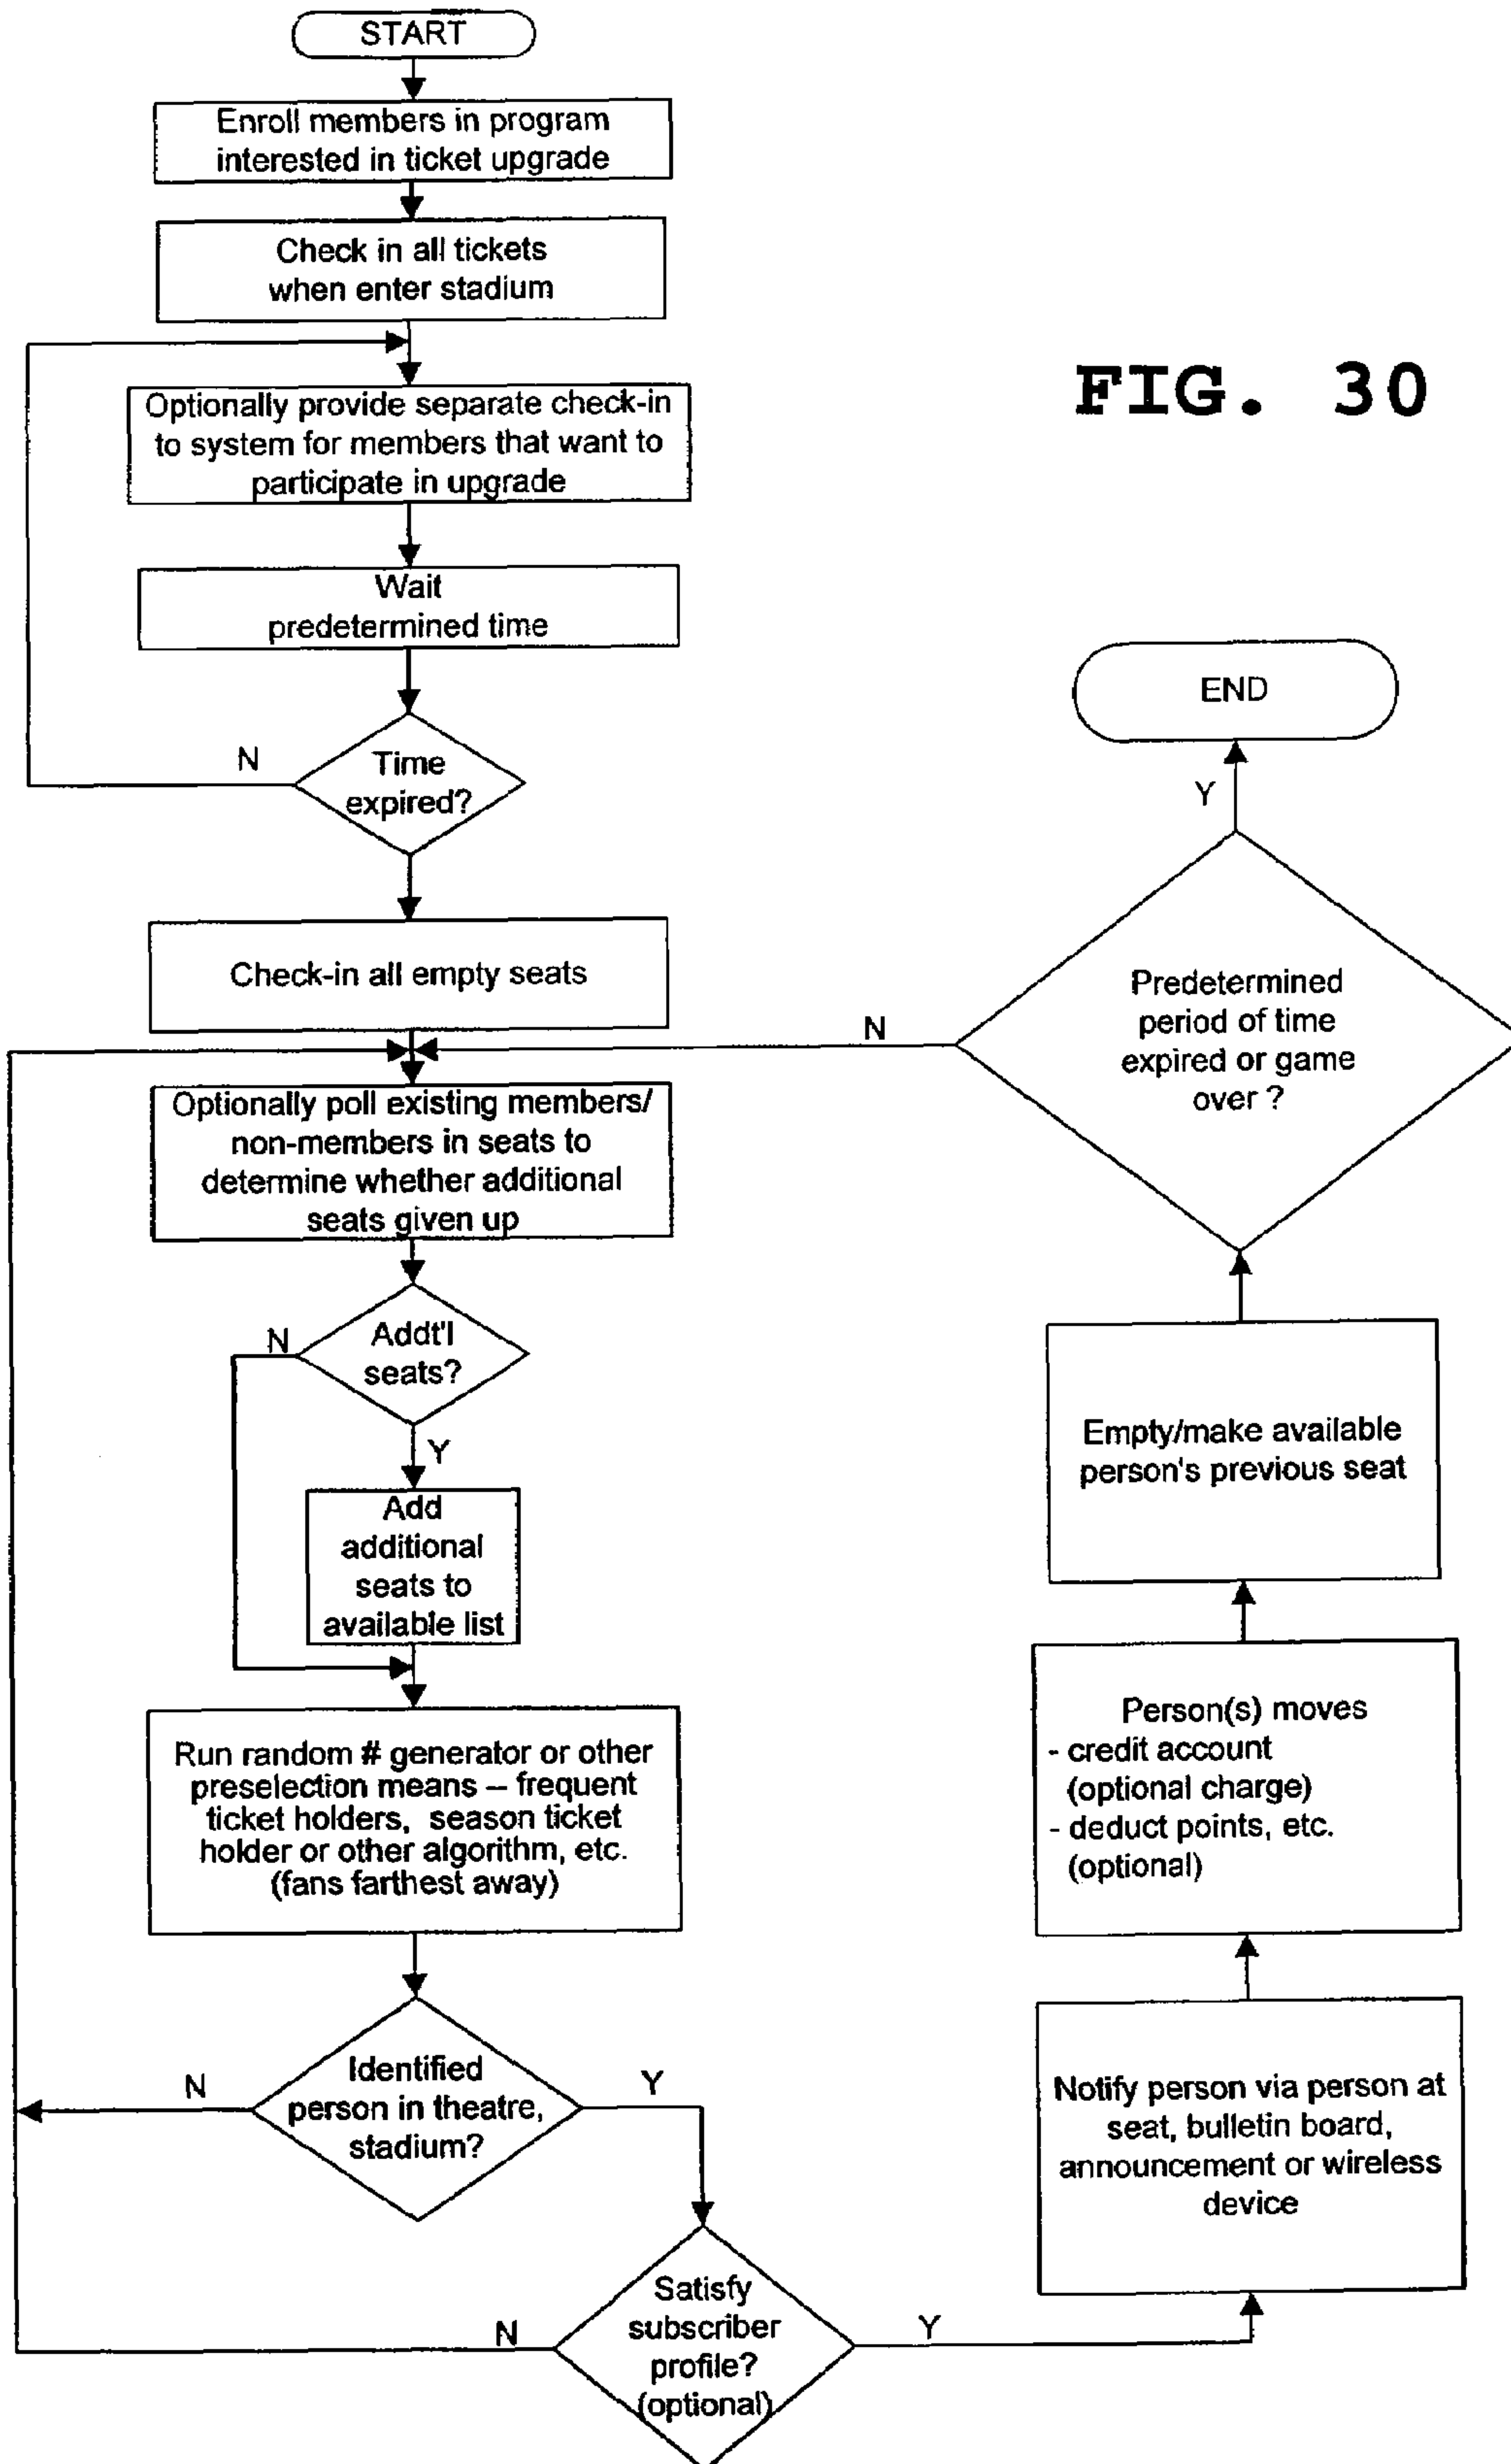 START
Enroll members in program
interested in ticket upgrade
Check in all tickets
when enter stadium
FIG. 30
Optionally provide separate check-in
to system for members that want to
participate in upgrade
Wait
predetermined time
N
Time
expired?
Check-in all empty seats
Optionally poll existing members/
non-members in seats to
determine whether additional
seats given up
N
Addt'l
seats?
Y
Add
additional
seats to
available list
Run random # generator or other
preselection means – frequent
ticket holders, season ticket
holder or other algorithm, etc.
(fans farthest away)
N
Identified
person in theatre,
stadium?
Y
N
Satisfy
subscriber
profile?
(optional)
Y
Notify person via person at
seat, bulletin board,
announcement or wireless
device
Person(s) moves
- credit account
(optional charge)
- deduct points, etc.
(optional)
Empty/make available
person's previous seat
Predetermined
period of time
expired or game
over ?
N
Y
END